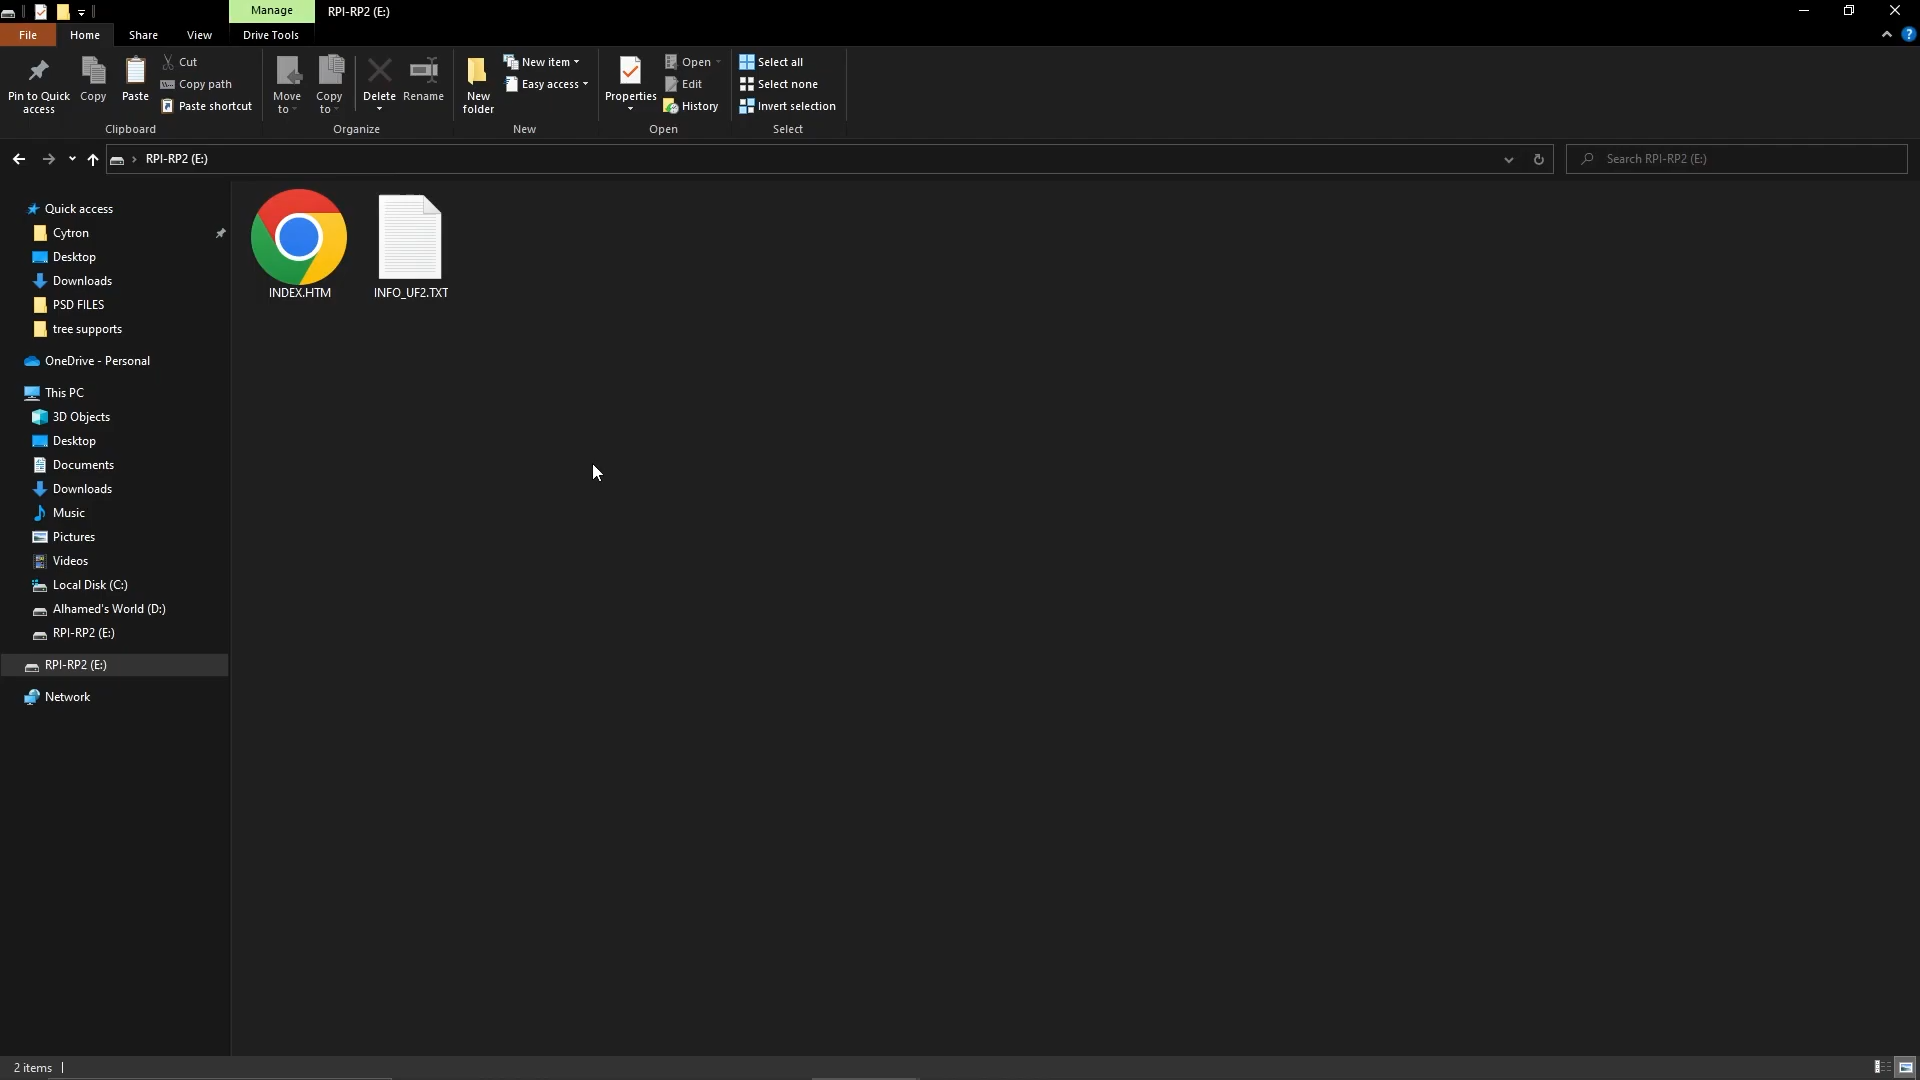 Manage
RPI-RP2 (E:)
File
Home
Share
View
Drive Tools
Pin to Quick
access
Copy
Paste
Cut
Copy path
Paste shortcut
Clipboard
Move
to
Copy
to
Delete
Rename
Organize
New
folder
New item
Easy access
New
Properties
Open
Edit
History
Open
Select all
Select none
Invert selection
Select
RPI-RP2 (E:)
Search RPI-RP2 (E:)
Quick access
Cytron
Desktop
Downloads
PSD FILES
tree supports
OneDrive - Personal
This PC
3D Objects
Desktop
Documents
Downloads
Music
Pictures
Videos
Local Disk (C:)
Alhamed's World (D:)
RPI-RP2 (E:)
RPI-RP2 (E:)
Network
INDEX.HTM
INFO_UF2.TXT
2 items